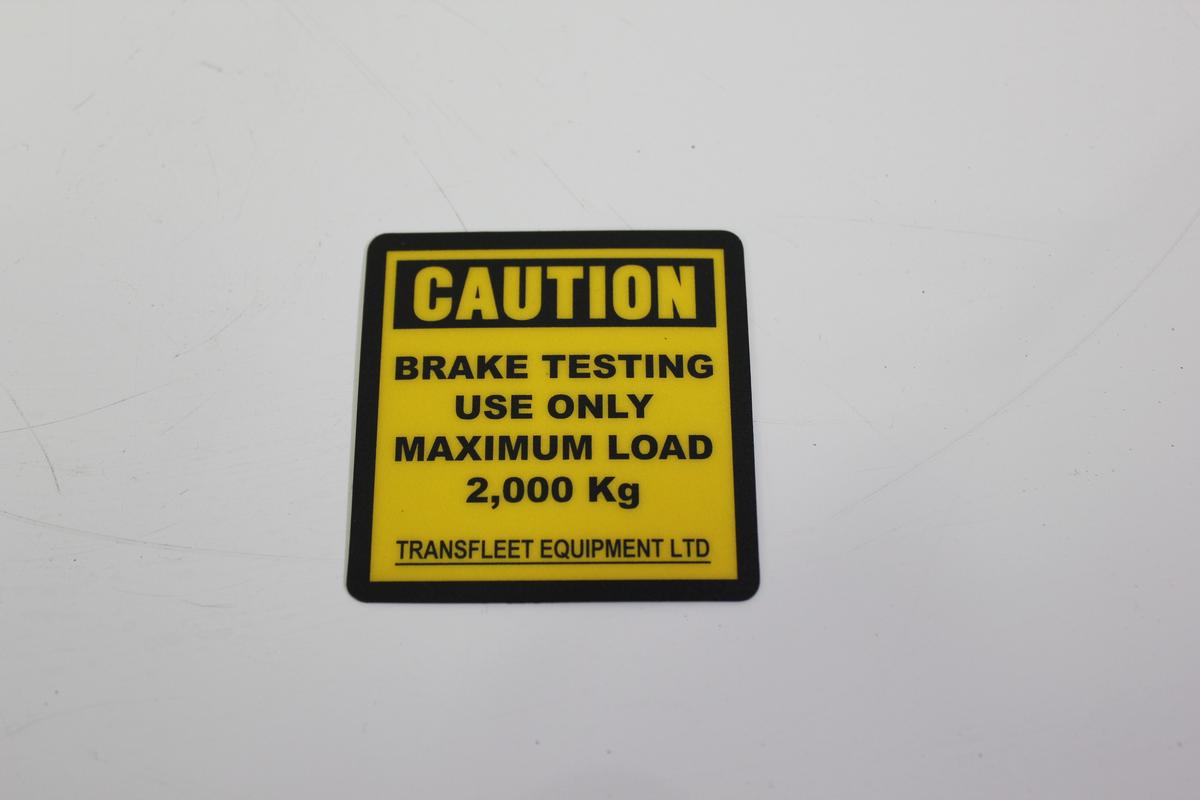 CAUTION
BRAKE TESTING
USE ONLY
MAXIMUM LOAD
2,000 Kg
TRANSFLEET EQUIPMENT LTD